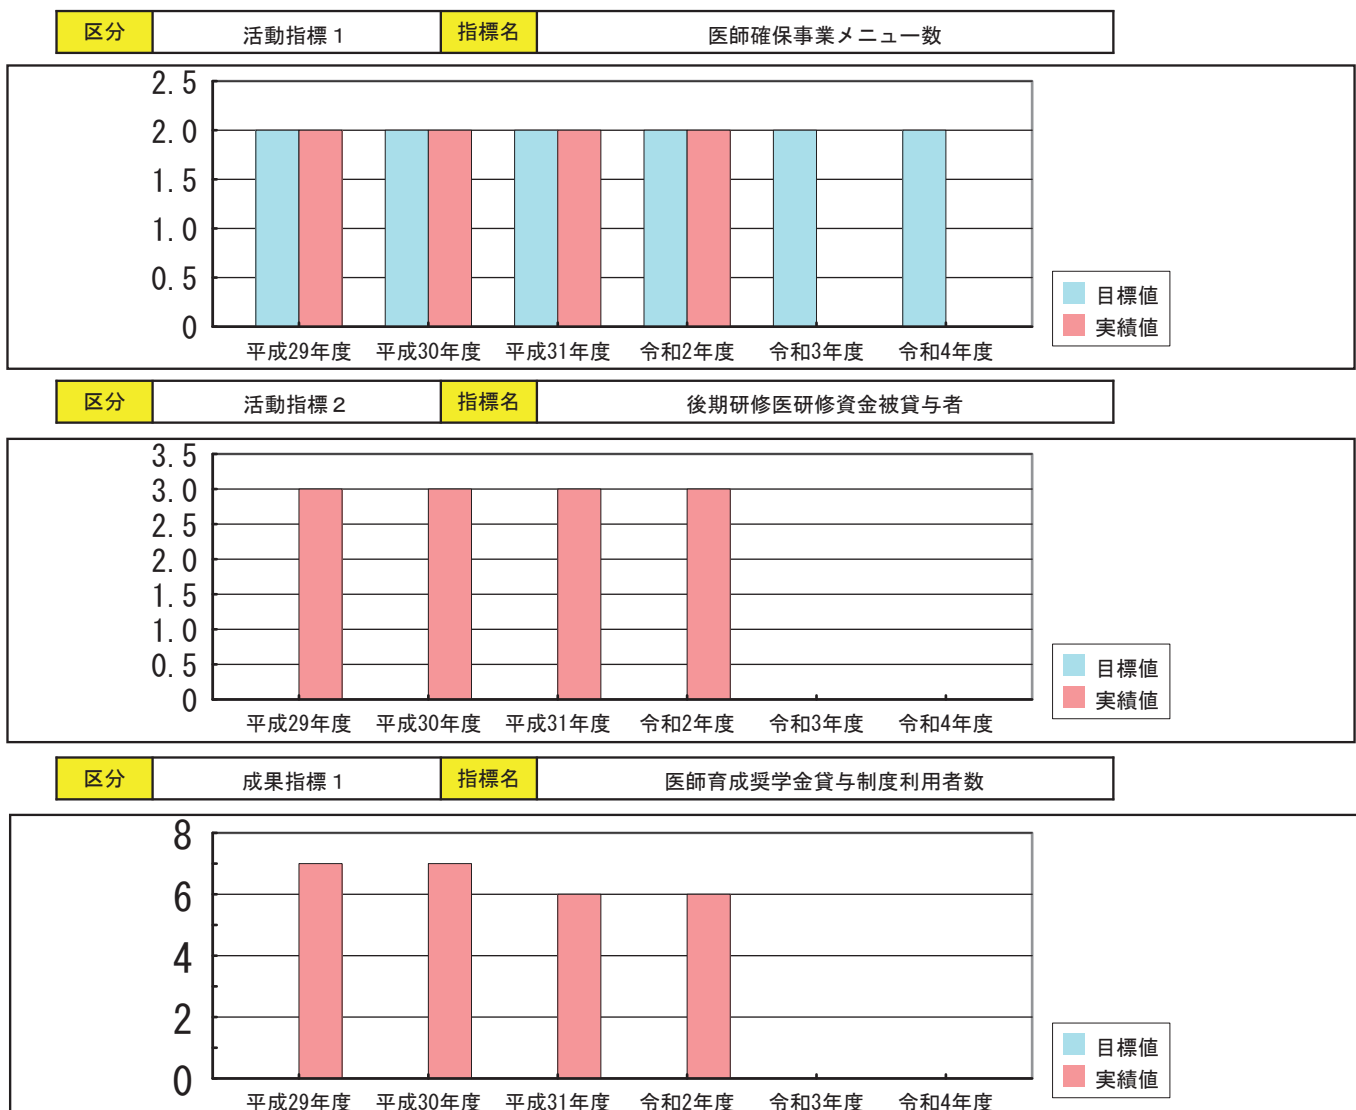 区分 活動指標１ 指標名 医師確保事業メニュー数
2.5
2.0
1.5
1.0
0.5
0
平成29年度 平成30年度 平成31年度 令和2年度 令和3年度 令和4年度
目標値
実績値
区分 活動指標２ 指標名 後期研修医研修資金被貸与者
3.5
3.0
2.5
2.0
1.5
1.0
0.5
0
平成29年度 平成30年度 平成31年度 令和2年度 令和3年度 令和4年度
目標値
実績値
区分 成果指標１ 指標名 医師育成奨学金貸与制度利用者数
8
6
4
2
0
平成29年度 平成30年度 平成31年度 令和2年度 令和3年度 令和4年度
目標値
実績値